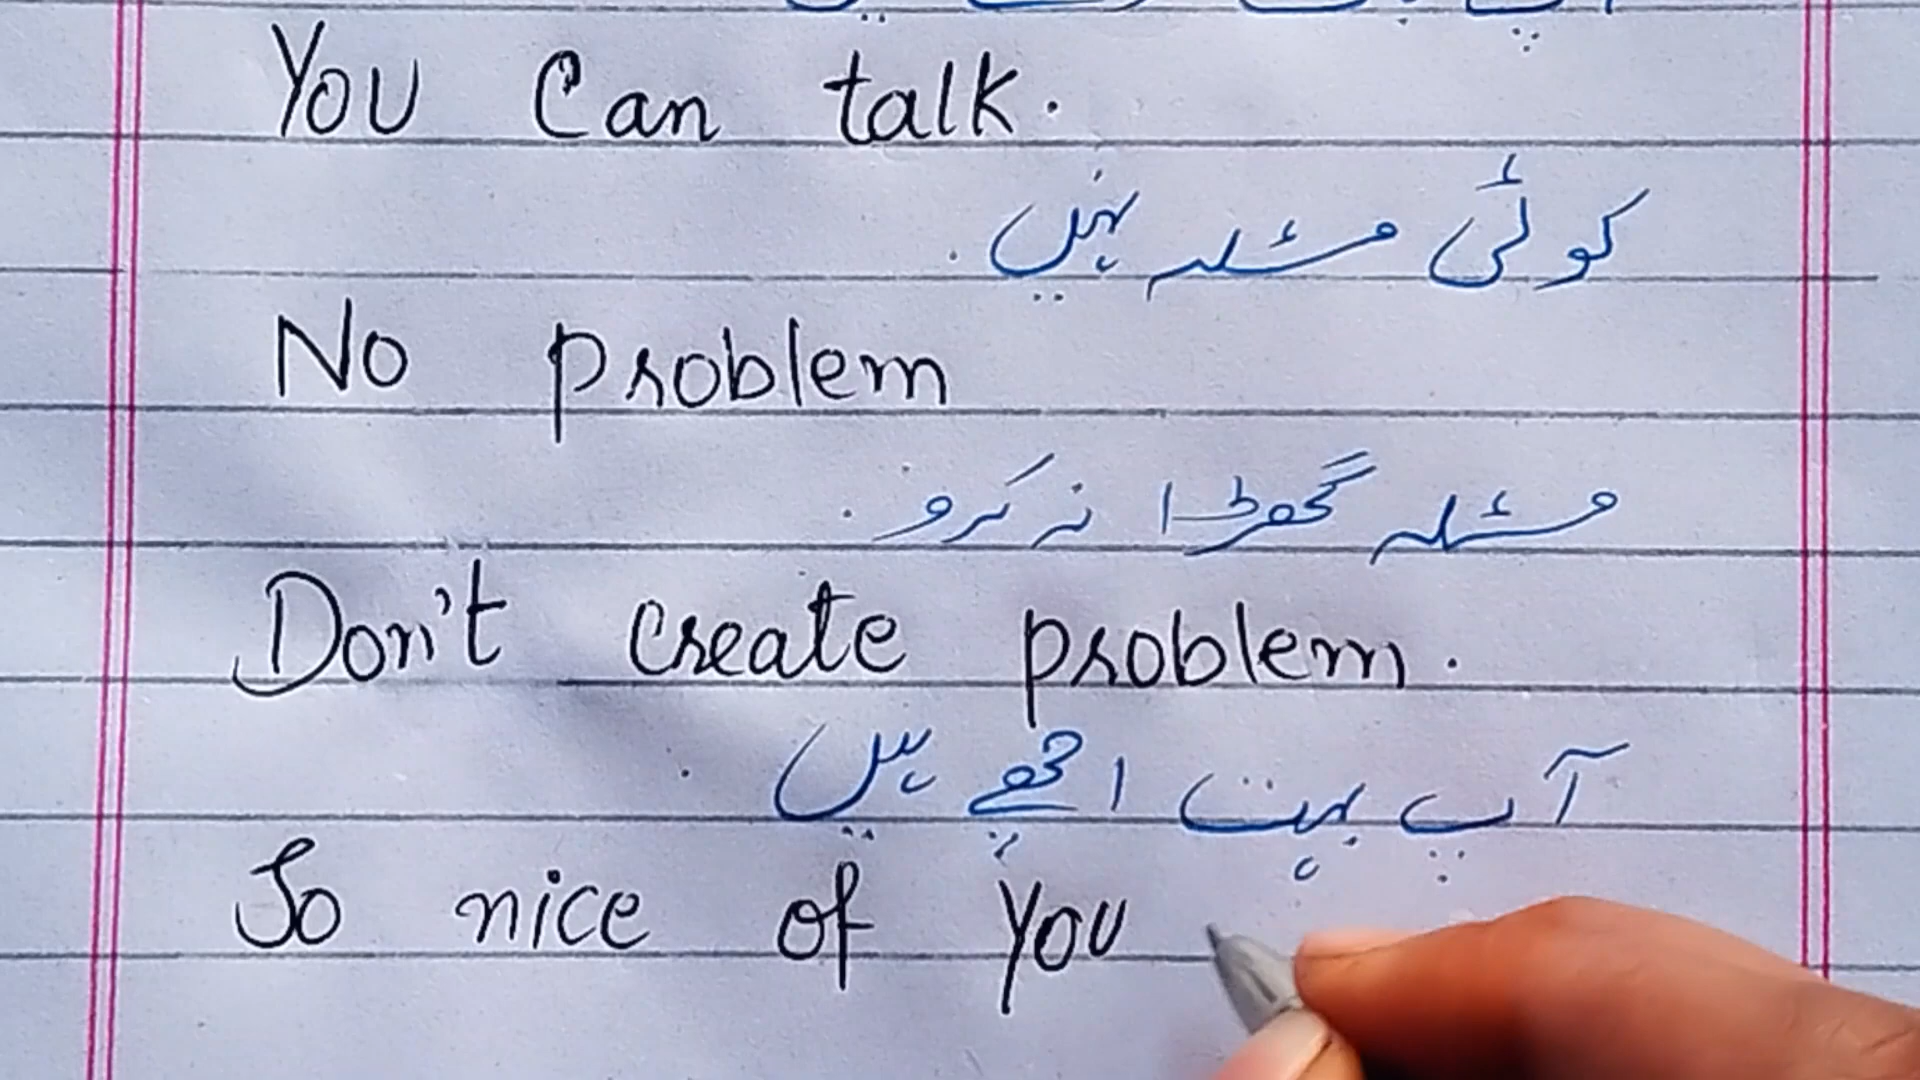 You Can talk.
کوئی مسئلہ نہیں.
No problem
مسئلہ گھڑا نہ کرو.
Don't create problem.
آپ بہت اچھے ہیں.
So nice of you